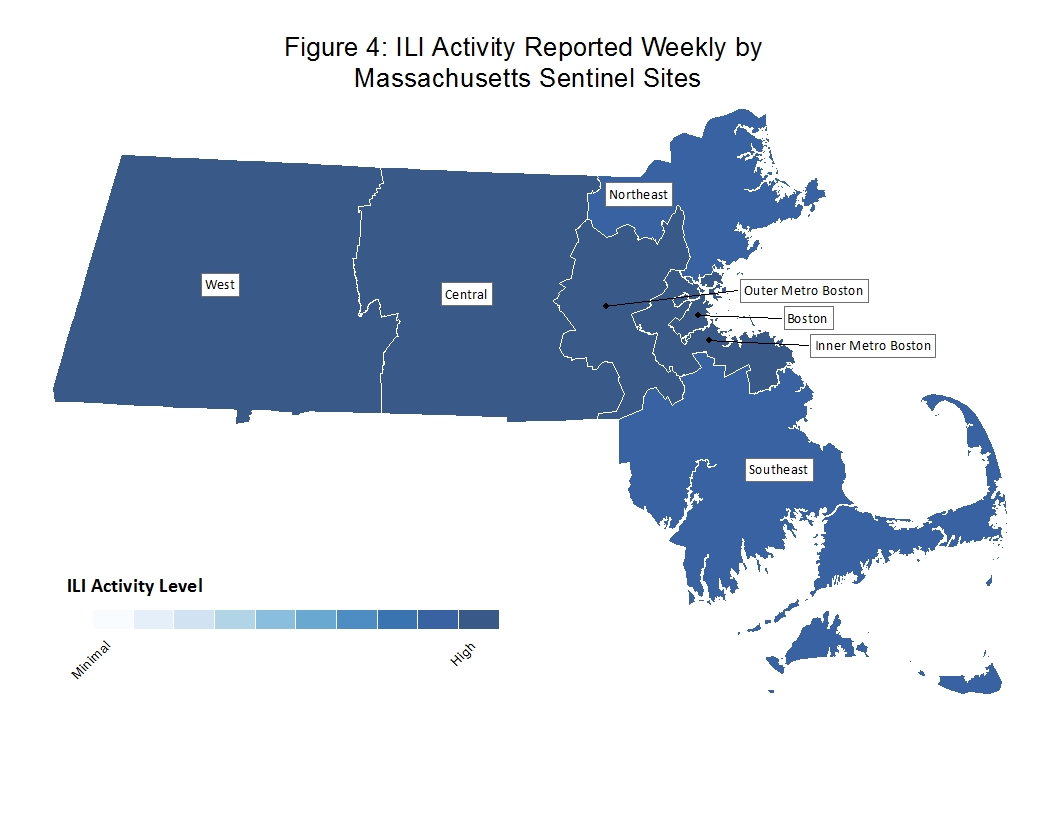 Figure 4: ILI Activity Reported Weekly by
Massachusetts Sentinel Sites
Northeast
West
Central
Outer Metro Boston
Boston
Inner Metro Boston
Southeast
ILI Activity Level
Minimal
High